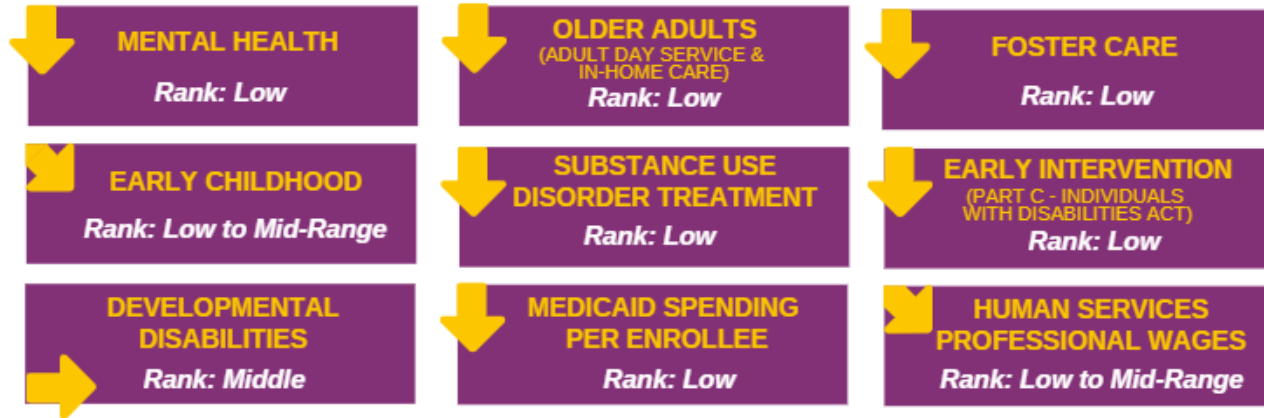 MENTAL HEALTH
Rank: Low
OLDER ADULTS
(ADULT DAY SERVICE &
IN-HOME CARE)
Rank: Low
FOSTER CARE
Rank: Low
EARLY CHILDHOOD
Rank: Low to Mid-Range
SUBSTANCE USE
DISORDER TREATMENT
Rank: Low
EARLY INTERVENTION
(PART C - INDIVIDUALS
WITH DISABILITIES ACT)
Rank: Low
DEVELOPMENTAL
DISABILITIES
Rank: Middle
MEDICAID SPENDING
PER ENROLLEE
Rank: Low
HUMAN SERVICES
PROFESSIONAL WAGES
Rank: Low to Mid-Range